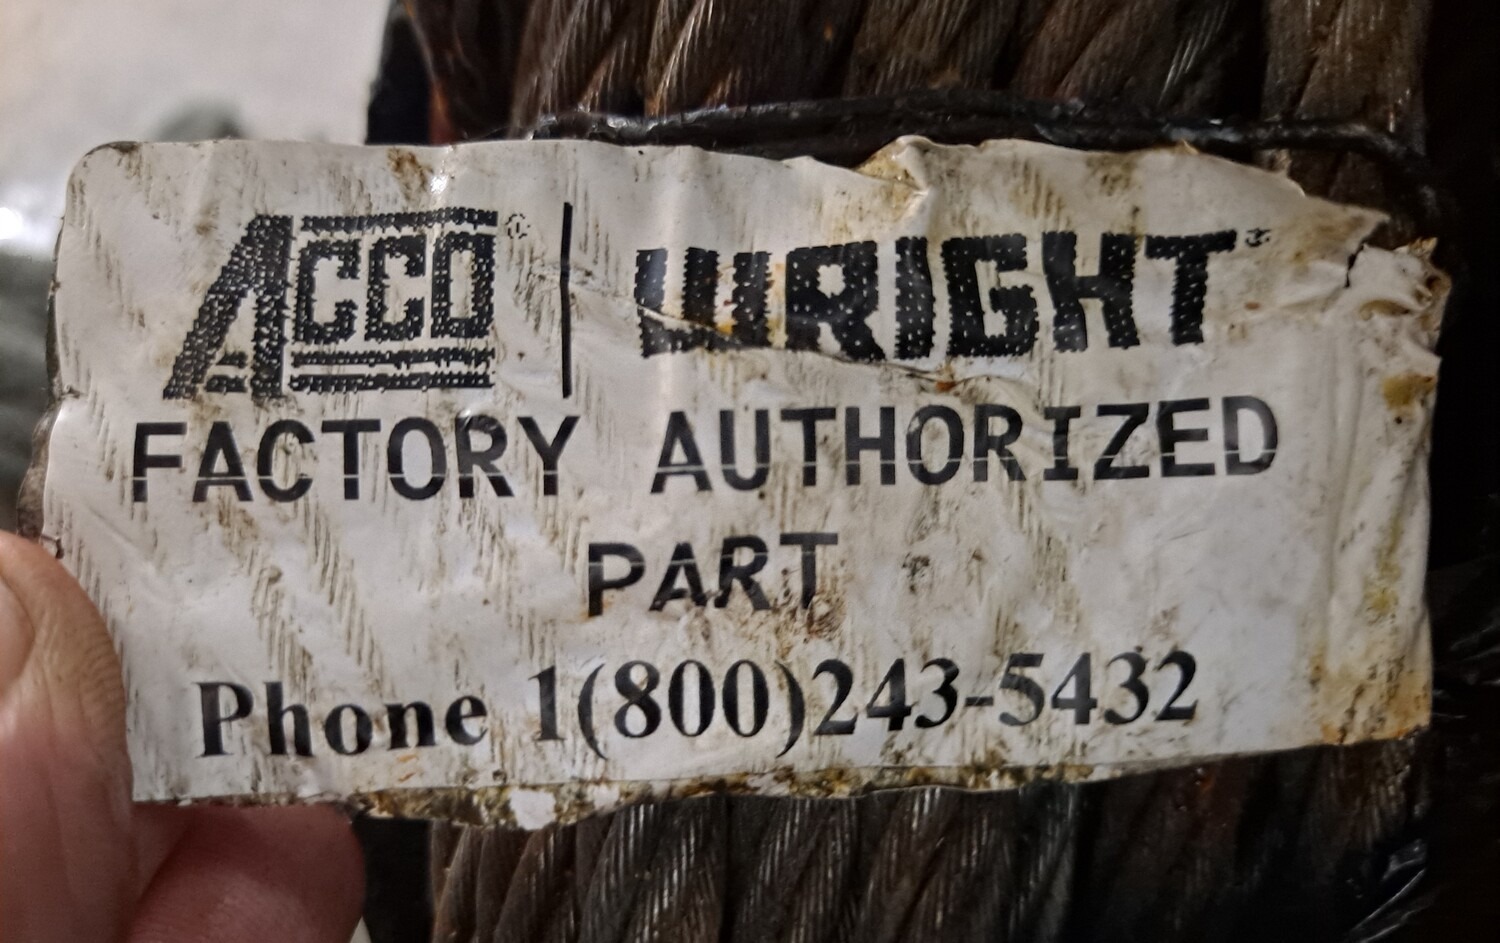 ACCO® | WRIGHT®
FACTORY AUTHORIZED
PART
Phone 1(800)243-5432